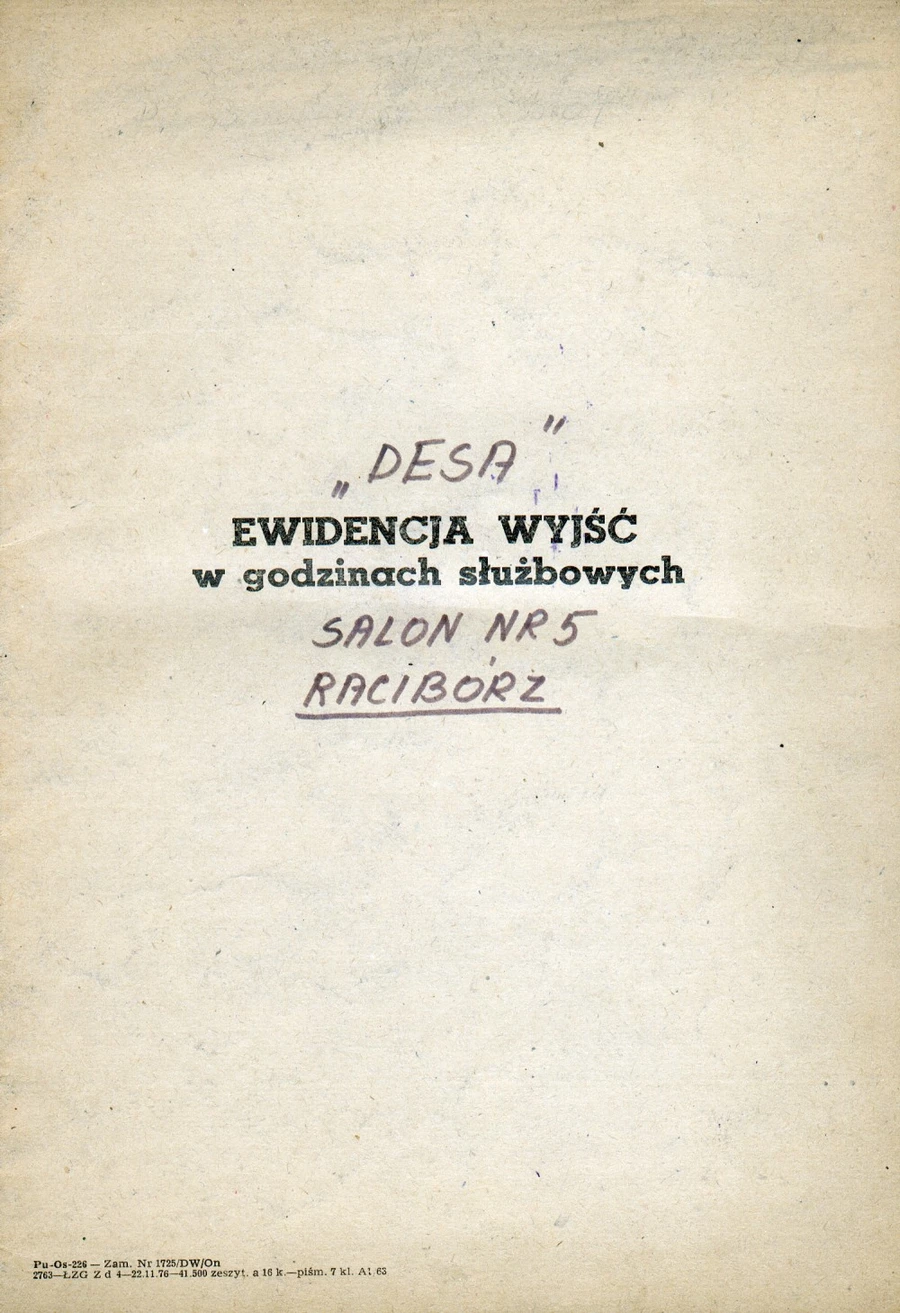 „DESA”
EWIDENCJA WYJŚĆ
w godzinach służbowych
SALON NR 5
RACIBÓRZ
Pu-Os-226 — Zam. Nr 1725/DW/On
2763—ŁZG Z d 4—22.11.76—41.500 zeszyt. a 16 k.—piśm. 7 kl. A1 63